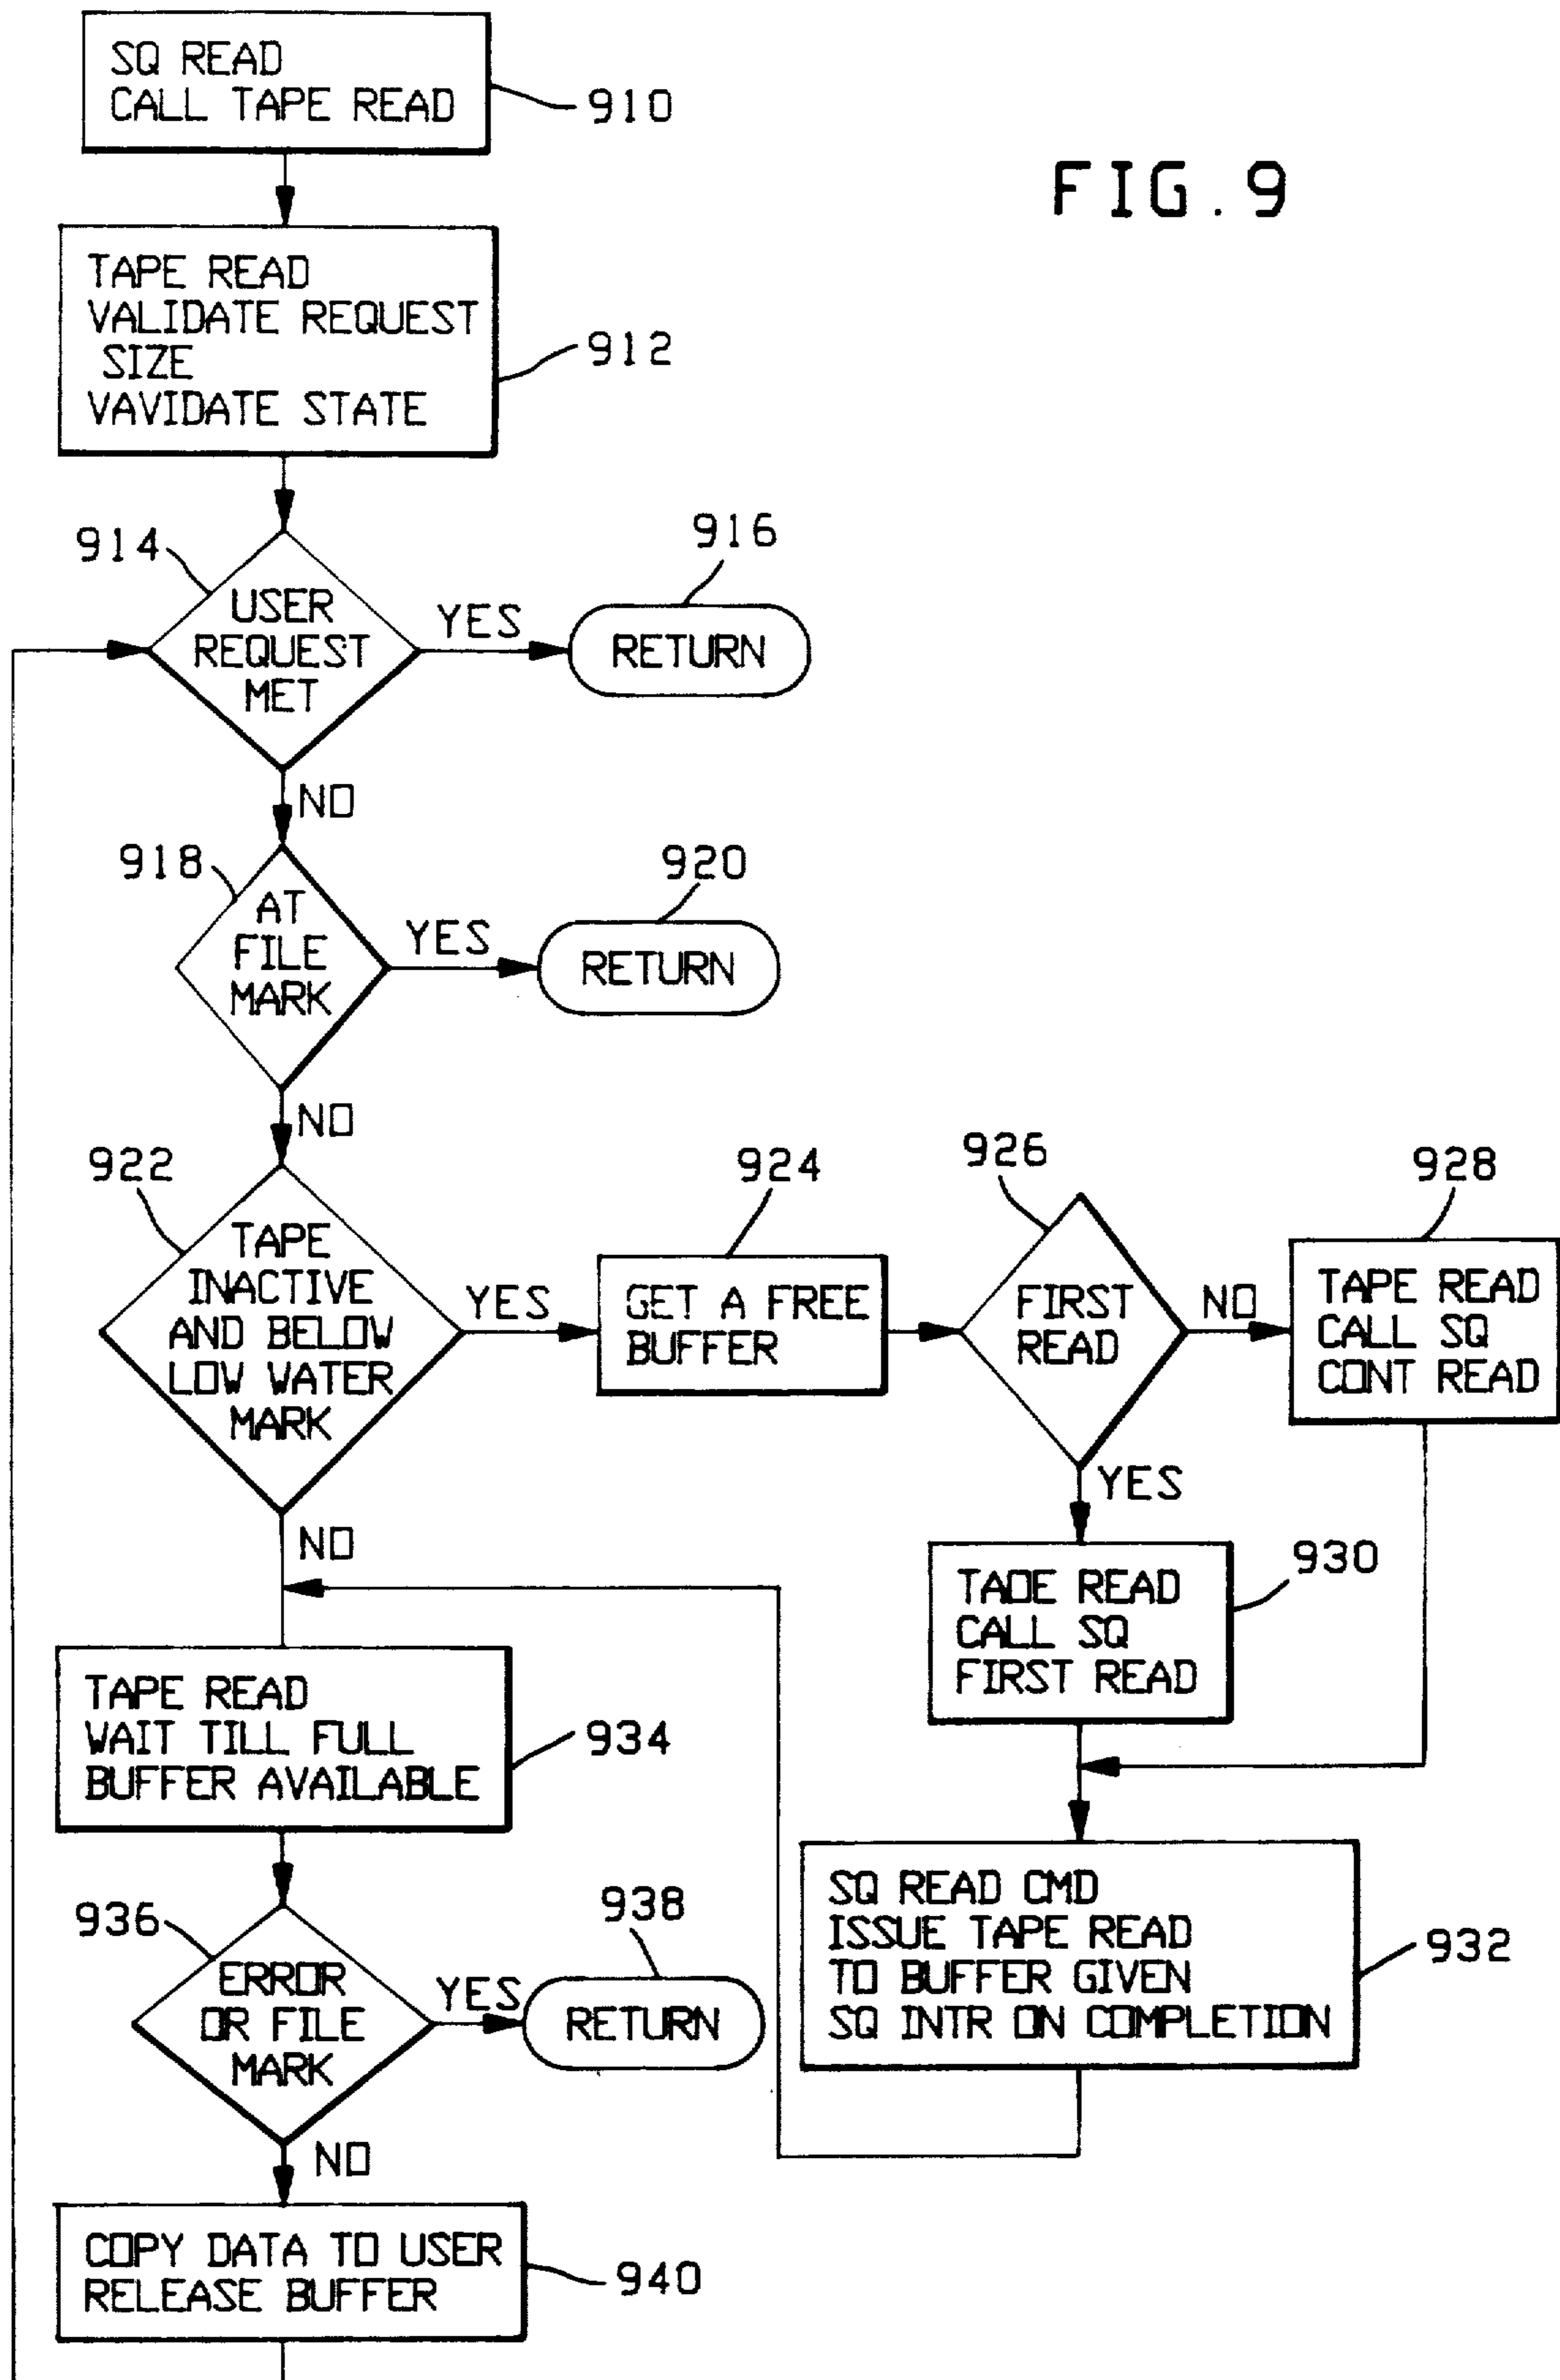 SQ READ
CALL TAPE READ
910
FIG.9
TAPE READ
VALIDATE REQUEST
SIZE
VAVIDATE STATE
912
914
USER
REQUEST
MET
YES
916
RETURN
NO
918
AT
FILE
MARK
YES
920
RETURN
NO
922
TAPE
INACTIVE
AND BELOW
LOW WATER
MARK
YES
924
GET A FREE
BUFFER
926
FIRST
READ
NO
928
TAPE READ
CALL SQ
CONT READ
YES
930
TAOE READ
CALL SQ
FIRST READ
NO
TAPE READ
WAIT TILL FULL
BUFFER AVAILABLE
934
SQ READ CMD
ISSUE TAPE READ
TO BUFFER GIVEN
SQ INTR ON COMPLETION
932
936
ERROR
OR FILE
MARK
YES
938
RETURN
NO
COPY DATA TO USER
RELEASE BUFFER
940